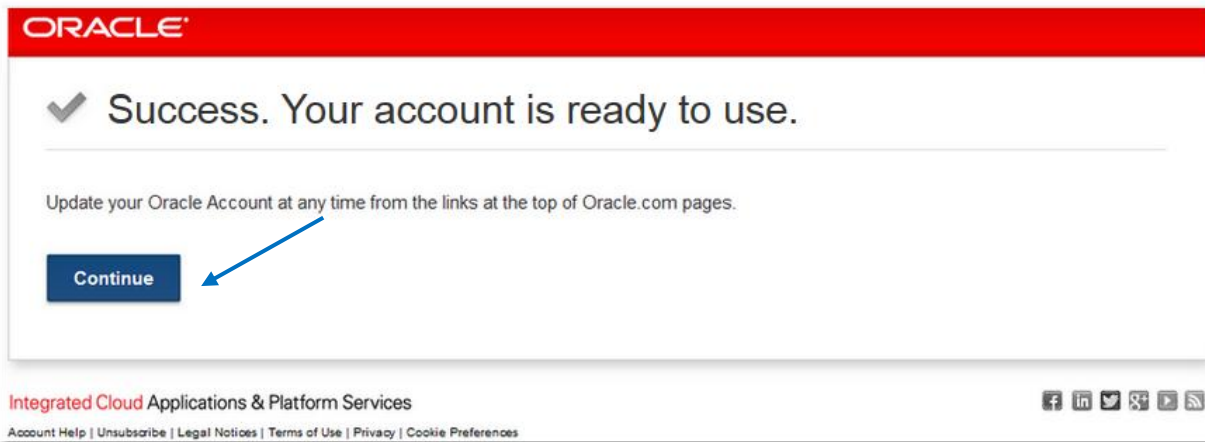 ORACLE
Success. Your account is ready to use.
Update your Oracle Account at any time from the links at the top of Oracle.com pages.
Continue
Integrated Cloud Applications & Platform Services
Account Help | Unsubscribe | Legal Notices | Terms of Use | Privacy | Cookie Preferences